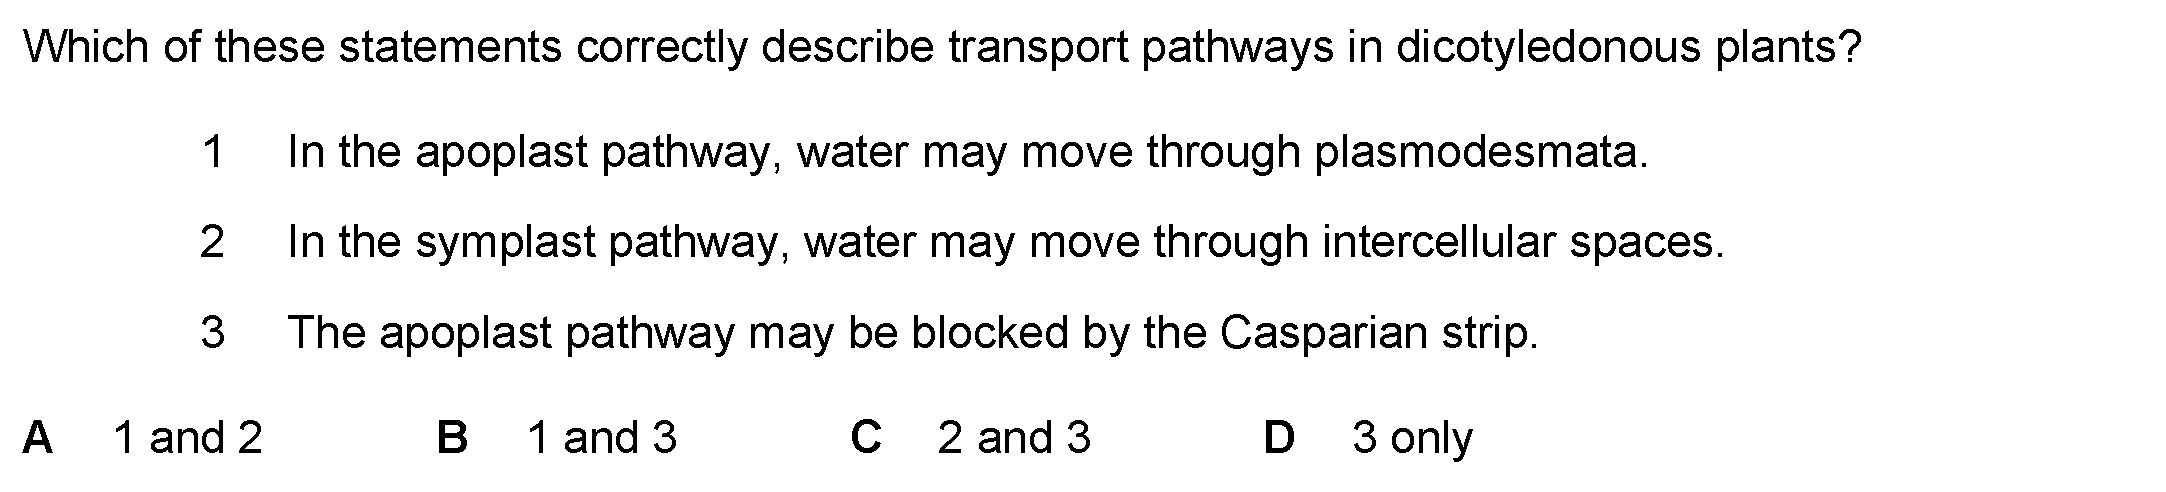 Which of these statements correctly describe transport pathways in dicotyledonous plants?
1 In the apoplast pathway, water may move through plasmodesmata.
2 In the symplast pathway, water may move through intercellular spaces.
3 The apoplast pathway may be blocked by the Casparian strip.
A 1 and 2 B 1 and 3 C 2 and 3 D 3 only